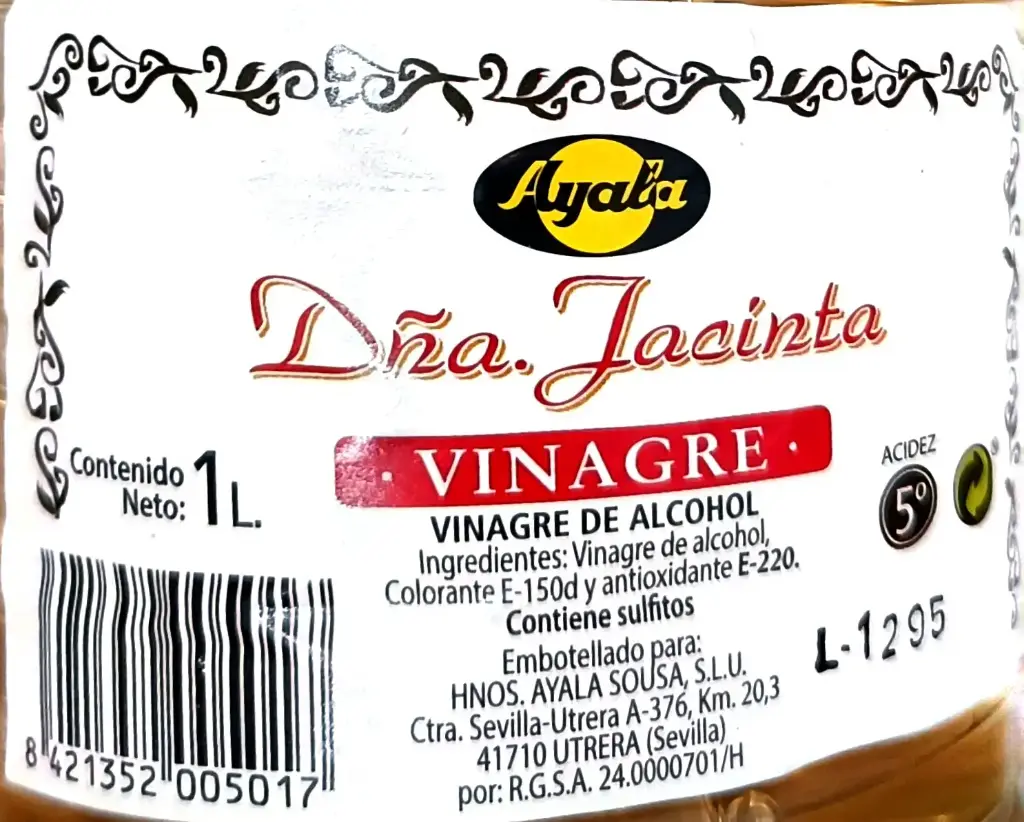 Ayala
Dña. Jacinta
· VINAGRE ·
Contenido
Neto: 1 L.
ACIDEZ
5º
VINAGRE DE ALCOHOL
Ingredientes: Vinagre de alcohol,
Colorante E-150d y antioxidante E-220.
Contiene sulfitos
Embotellado para:
HNOS. AYALA SOUSA, S.L.U.
Ctra. Sevilla-Utrera A-376, Km. 20,3
41710 UTRERA (Sevilla)
por: R.G.S.A. 24.0000701/H
L-1295
8 421352 005017